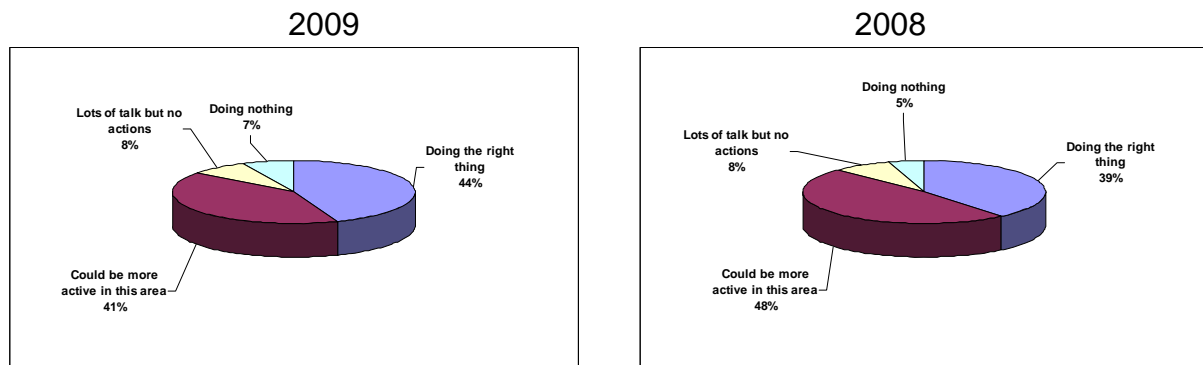 2009
Doing nothing
7%
Lots of talk but no
actions
8%
Doing the right
thing
44%
Could be more
active in this area
41%
2008
Doing nothing
5%
Lots of talk but no
actions
8%
Doing the right
thing
39%
Could be more
active in this area
48%